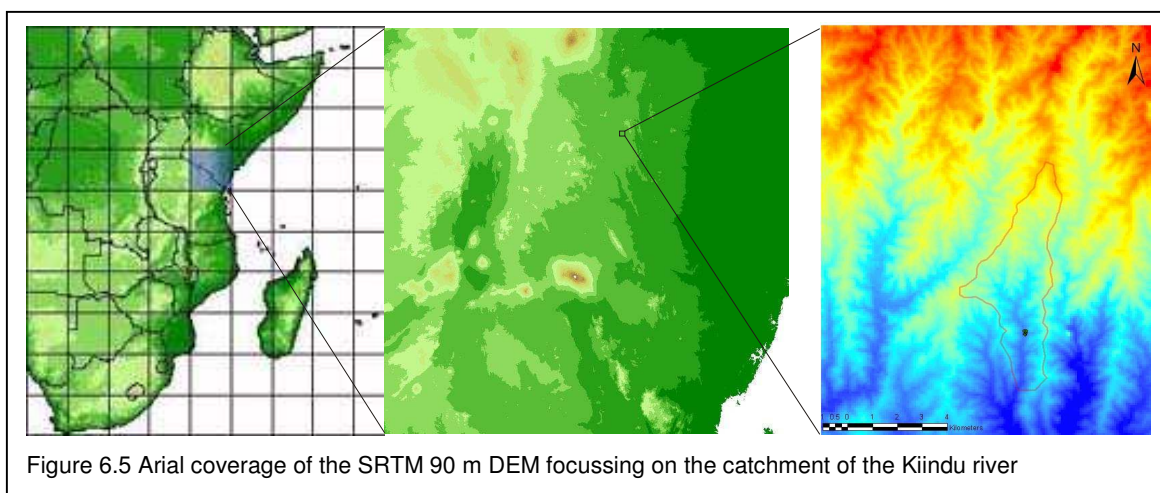 N
1 0.5 0 1 2 3 4
Kilometers
Figure 6.5 Arial coverage of the SRTM 90 m DEM focussing on the catchment of the Kiindu river